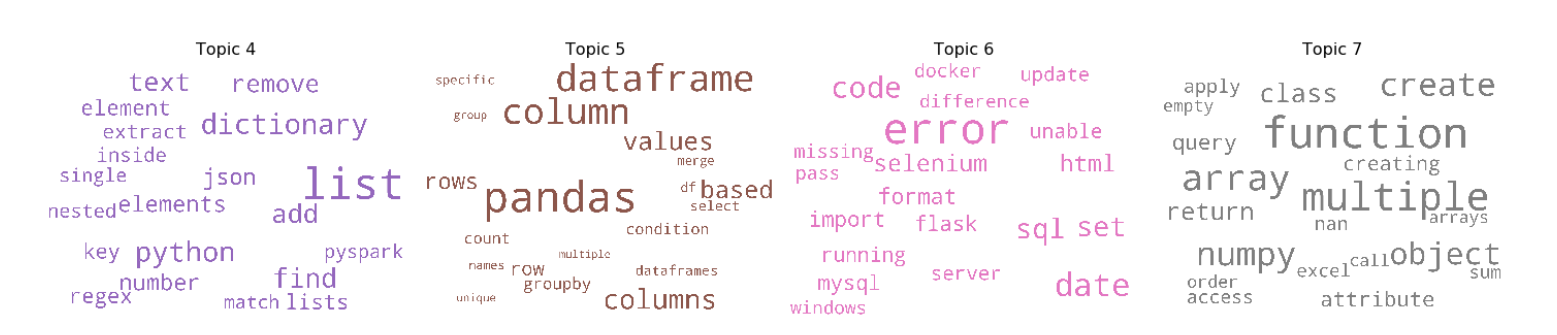 Topic 4
text
remove
element
extract
dictionary
inside
single
json
list
nested
elements
add
key
python
pyspark
number
find
regex
match
lists
Topic 5
specific
dataframe
group
column
values
merge
rows
pandas
df
based
select
count
condition
names
row
multiple
dataframes
groupby
unique
columns
Topic 6
docker
update
code
difference
error
unable
missing
selenium
html
pass
format
import
flask
sql
set
running
server
mysql
date
windows
Topic 7
apply
class
create
empty
query
function
creating
array
multiple
return
nan
arrays
numpy
excel
call
object
sum
order
access
attribute